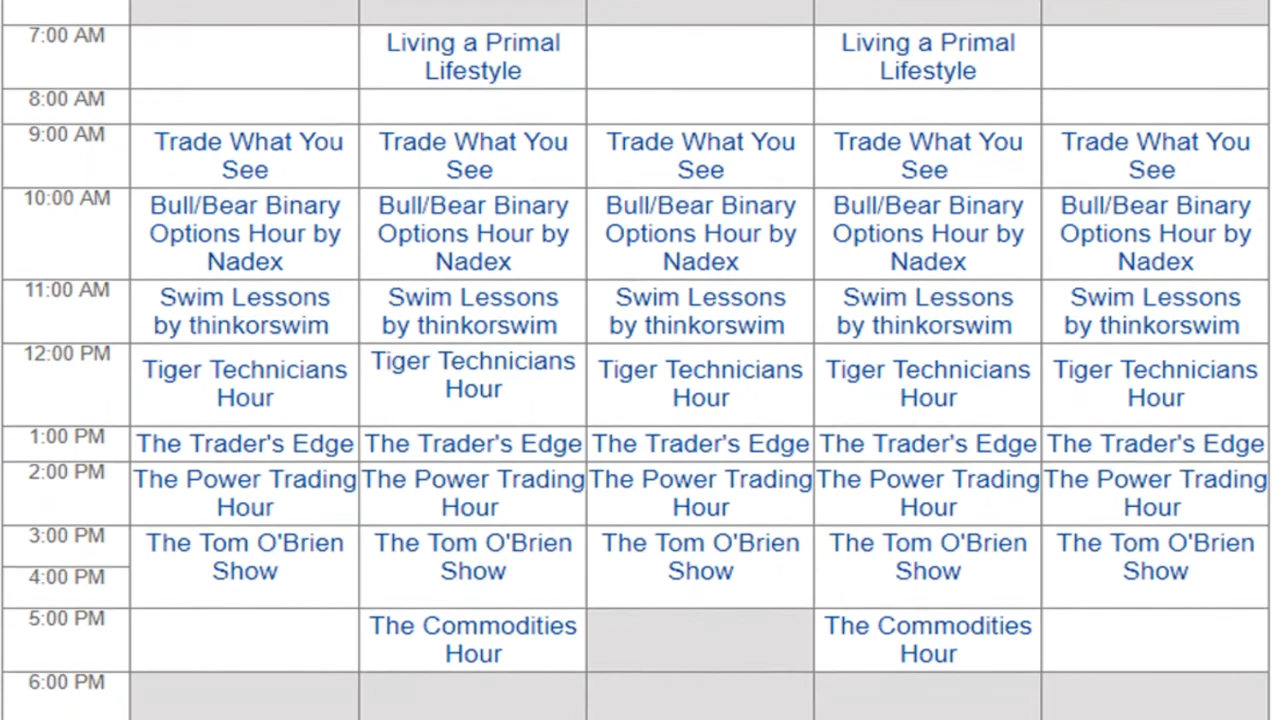 7:00 AM
Living a Primal Living a Primal
Lifestyle Lifestyle
8:00 AM
9:00 AM
Trade What You Trade What You Trade What You Trade What You Trade What You
See See See See See
10:00 AM
Bull/Bear Binary Bull/Bear Binary Bull/Bear Binary Bull/Bear Binary Bull/Bear Binary
Options Hour by Options Hour by Options Hour by Options Hour by Options Hour by
Nadex Nadex Nadex Nadex Nadex
11:00 AM
Swim Lessons Swim Lessons Swim Lessons Swim Lessons Swim Lessons
by thinkorswim by thinkorswim by thinkorswim by thinkorswim by thinkorswim
12:00 PM
Tiger Technicians Tiger Technicians Tiger Technicians Tiger Technicians Tiger Technicians
Hour Hour Hour Hour Hour
1:00 PM
The Trader's Edge The Trader's Edge The Trader's Edge The Trader's Edge The Trader's Edge
2:00 PM
The Power Trading The Power Trading The Power Trading The Power Trading The Power Trading
Hour Hour Hour Hour Hour
3:00 PM
The Tom O'Brien The Tom O'Brien The Tom O'Brien The Tom O'Brien The Tom O'Brien
Show Show Show Show Show
4:00 PM
5:00 PM
The Commodities The Commodities
Hour Hour
6:00 PM